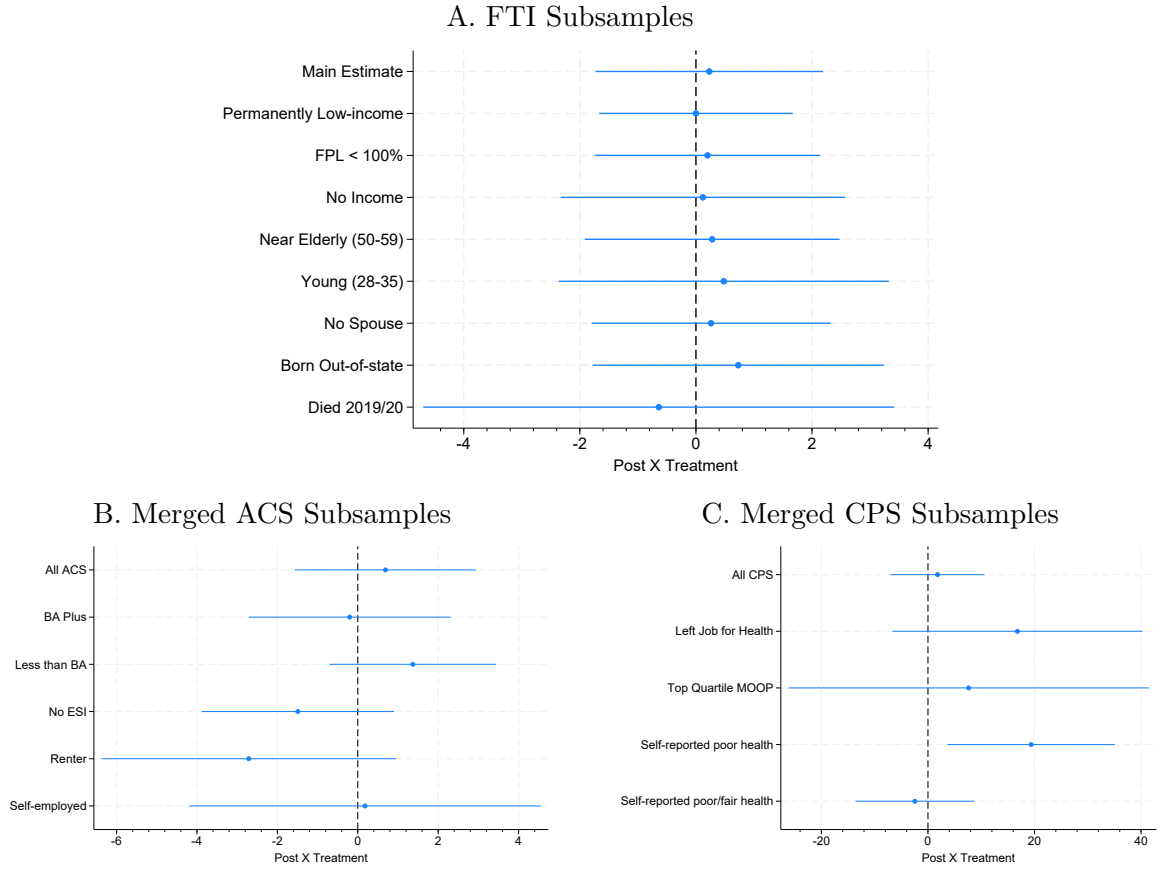 A. FTI Subsamples
Main Estimate
Permanently Low-income
FPL < 100%
No Income
Near Elderly (50-59)
Young (28-35)
No Spouse
Born Out-of-state
Died 2019/20
-4 -2 0 2 4
Post X Treatment
B. Merged ACS Subsamples
All ACS
BA Plus
Less than BA
No ESI
Renter
Self-employed
-6 -4 -2 0 2 4
Post X Treatment
C. Merged CPS Subsamples
All CPS
Left Job for Health
Top Quartile MOOP
Self-reported poor health
Self-reported poor/fair health
-20 0 20 40
Post X Treatment